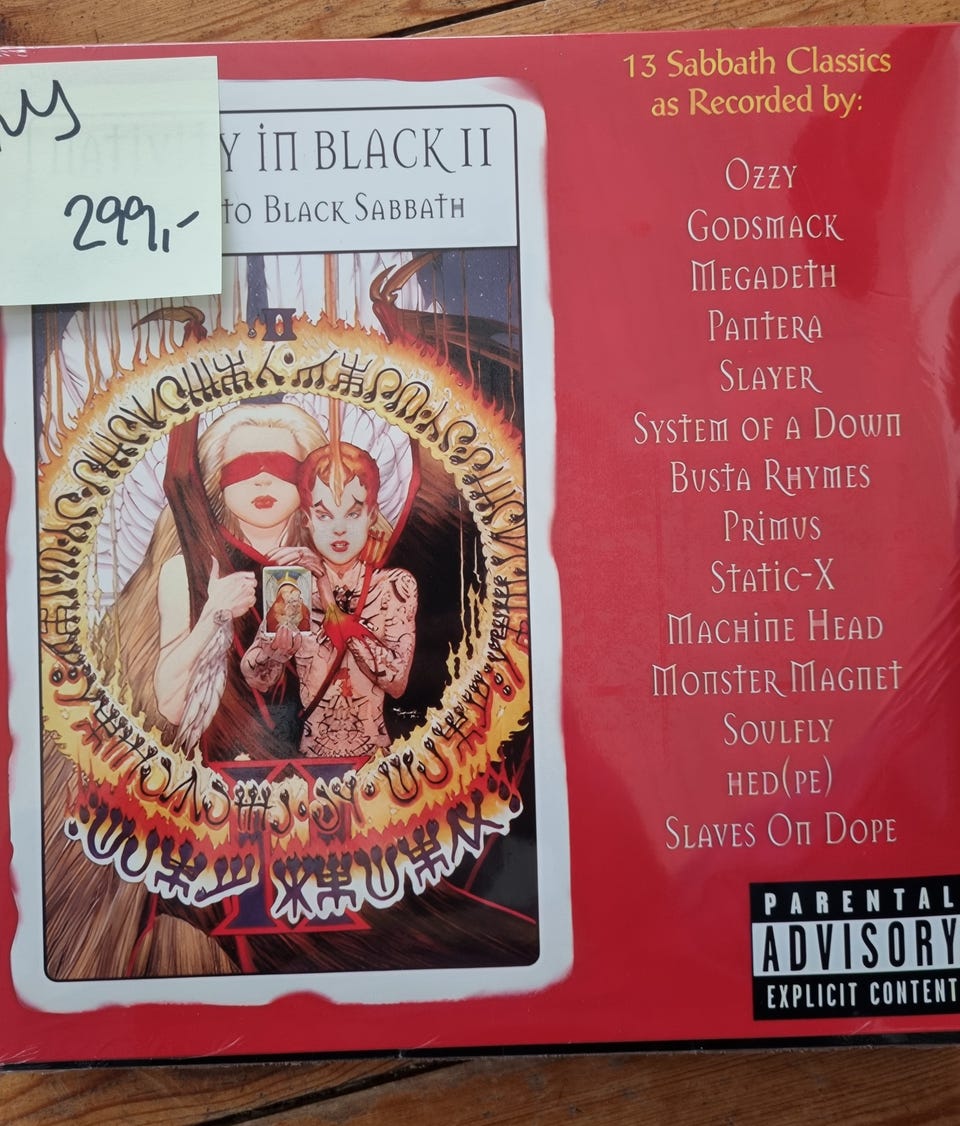 299,-
Y in BLACK II
to Black Sabbath
II
13 Sabbath Classics
as Recorded by:
Ozzy
Godsmack
Megadeth
Pantera
Slayer
System of a Down
Busta Rhymes
Primus
Static-X
Machine Head
Monster Magnet
Soulfly
hed(pe)
Slaves On Dope
PARENTAL
ADVISORY
EXPLICIT CONTENT